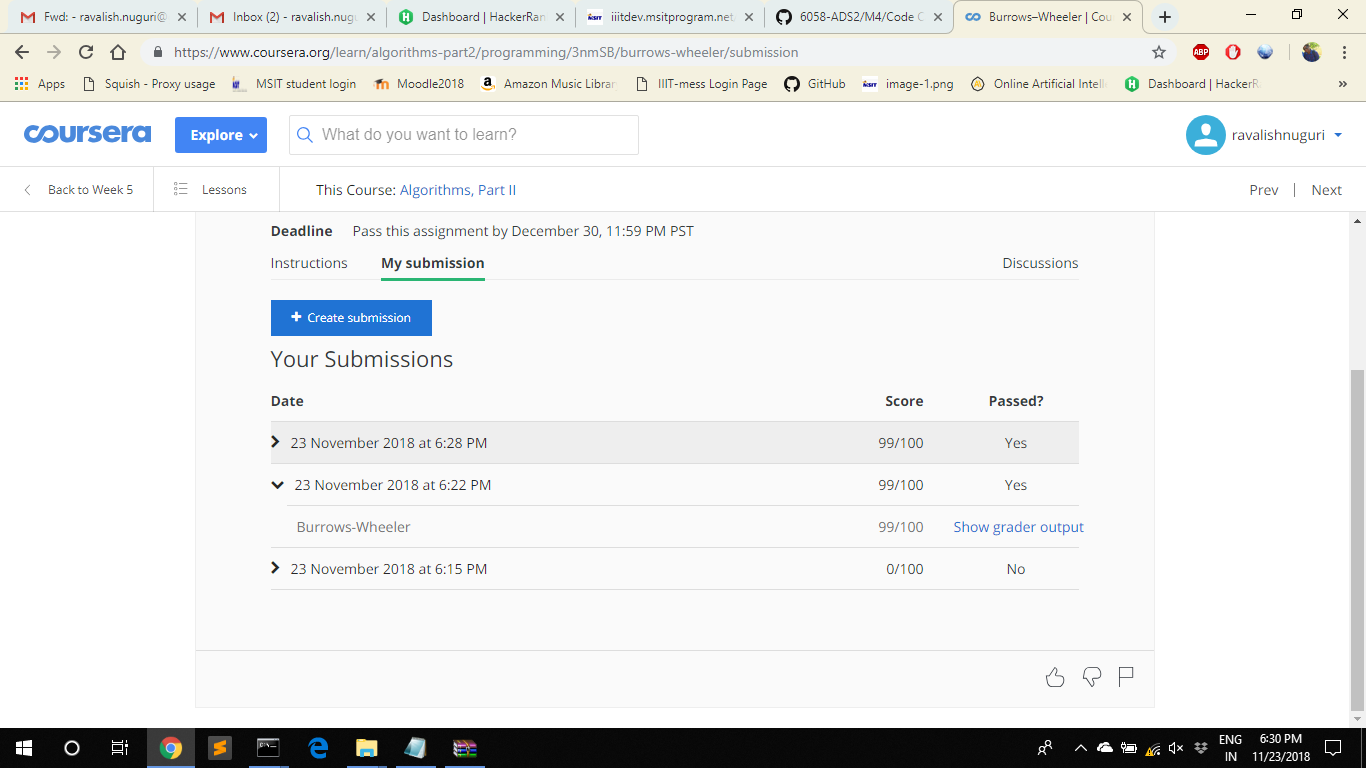 Fwd: - ravalish.nuguri@
Inbox (2) - ravalish.nug
Dashboard | HackerRan
iiitdev.msitprogram.net
6058-ADS2/M4/Code C
Burrows–Wheeler | Cou
https://www.coursera.org/learn/algorithms-part2/programming/3nmSB/burrows-wheeler/submission
ABP
Apps
Squish - Proxy usage
MSIT student login
Moodle2018
Amazon Music Librar
IIIT-mess Login Page
GitHub
image-1.png
Online Artificial Intell
Dashboard | HackerR
»
coursera
Explore
What do you want to learn?
ravalishnuguri
Back to Week 5
Lessons
This Course: Algorithms, Part II
Prev | Next
Deadline Pass this assignment by December 30, 11:59 PM PST
Instructions My submission Discussions
+ Create submission
Your Submissions
Date Score Passed?
23 November 2018 at 6:28 PM 99/100 Yes
23 November 2018 at 6:22 PM 99/100 Yes
Burrows-Wheeler 99/100 Show grader output
23 November 2018 at 6:15 PM 0/100 No
ENG
IN
6:30 PM
11/23/2018